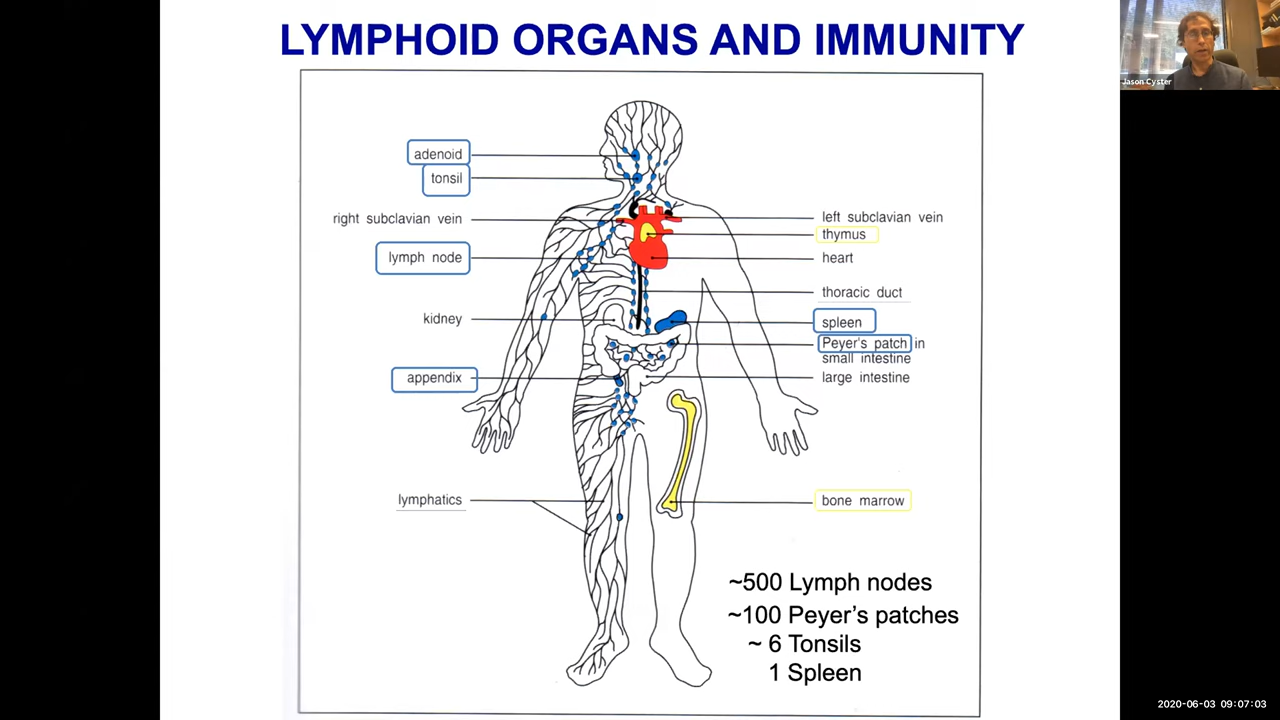 LYMPHOID ORGANS AND IMMUNITY
Jason Cyster
adenoid
tonsil
right subclavian vein
lymph node
kidney
appendix
lymphatics
left subclavian vein
thymus
heart
thoracic duct
spleen
Peyer's patch in
small intestine
large intestine
bone marrow
~500 Lymph nodes
~100 Peyer’s patches
~ 6 Tonsils
1 Spleen
2020-06-03 09:07:03